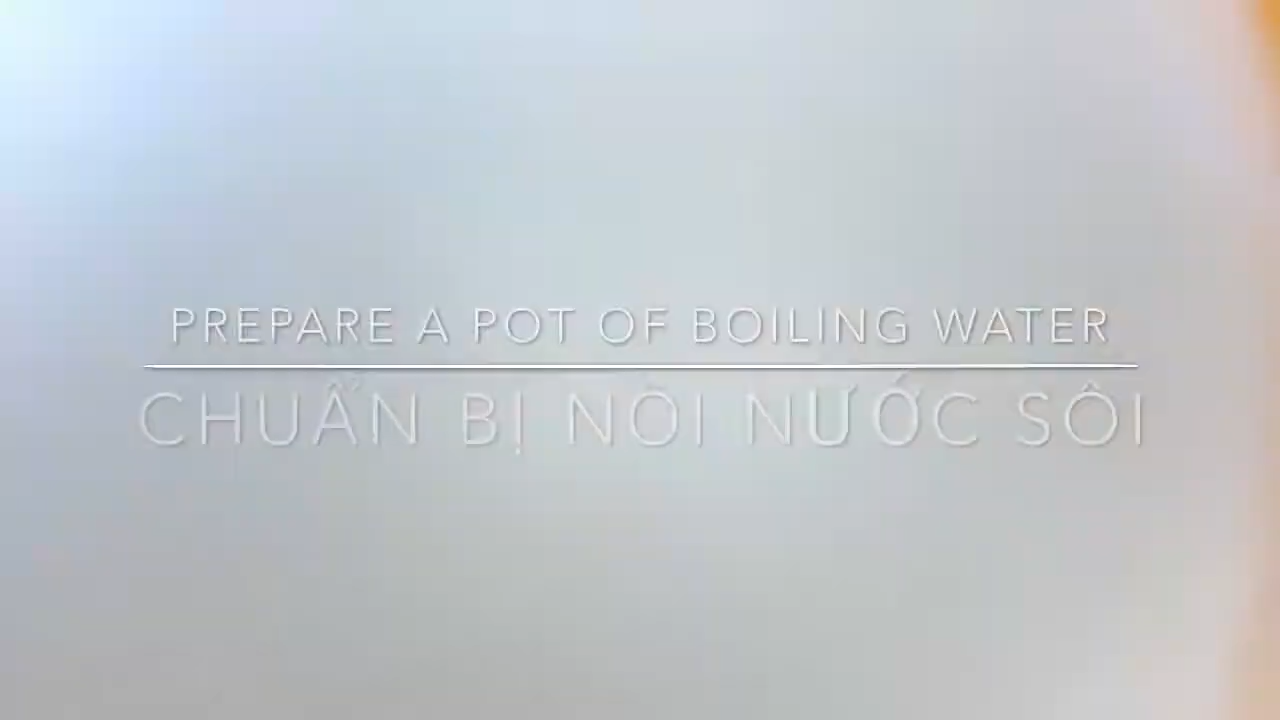 PREPARE A POT OF BOILING WATER
CHUẨN BỊ NỒI NƯỚC SÔI